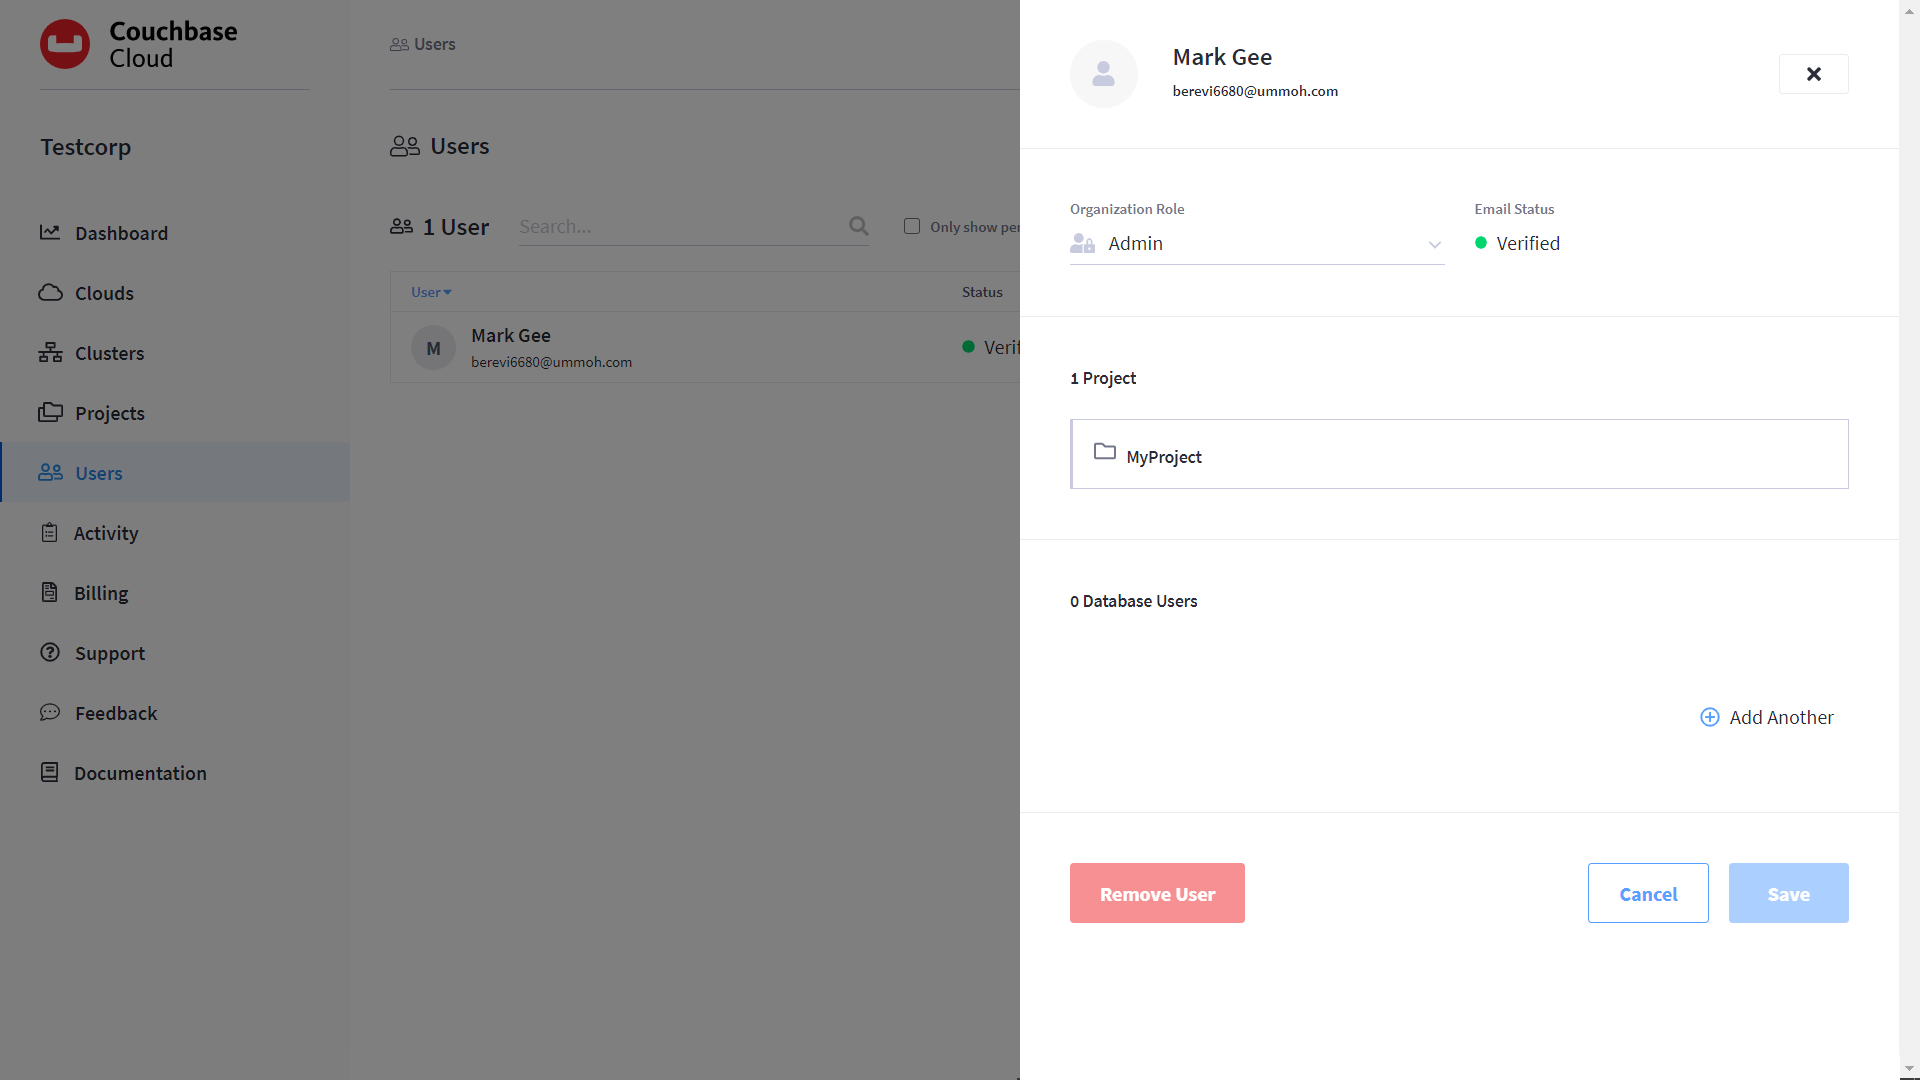 Couchbase
Cloud
Testcorp
Dashboard
Clouds
Clusters
Projects
Users
Activity
Billing
Support
Feedback
Documentation
Users
Users
1 User
Search...
Only show per
User
Status
M
Mark Gee
berevi6680@ummoh.com
Verif
Mark Gee
berevi6680@ummoh.com
Organization Role
Email Status
Admin
Verified
1 Project
MyProject
0 Database Users
Add Another
Remove User
Cancel
Save